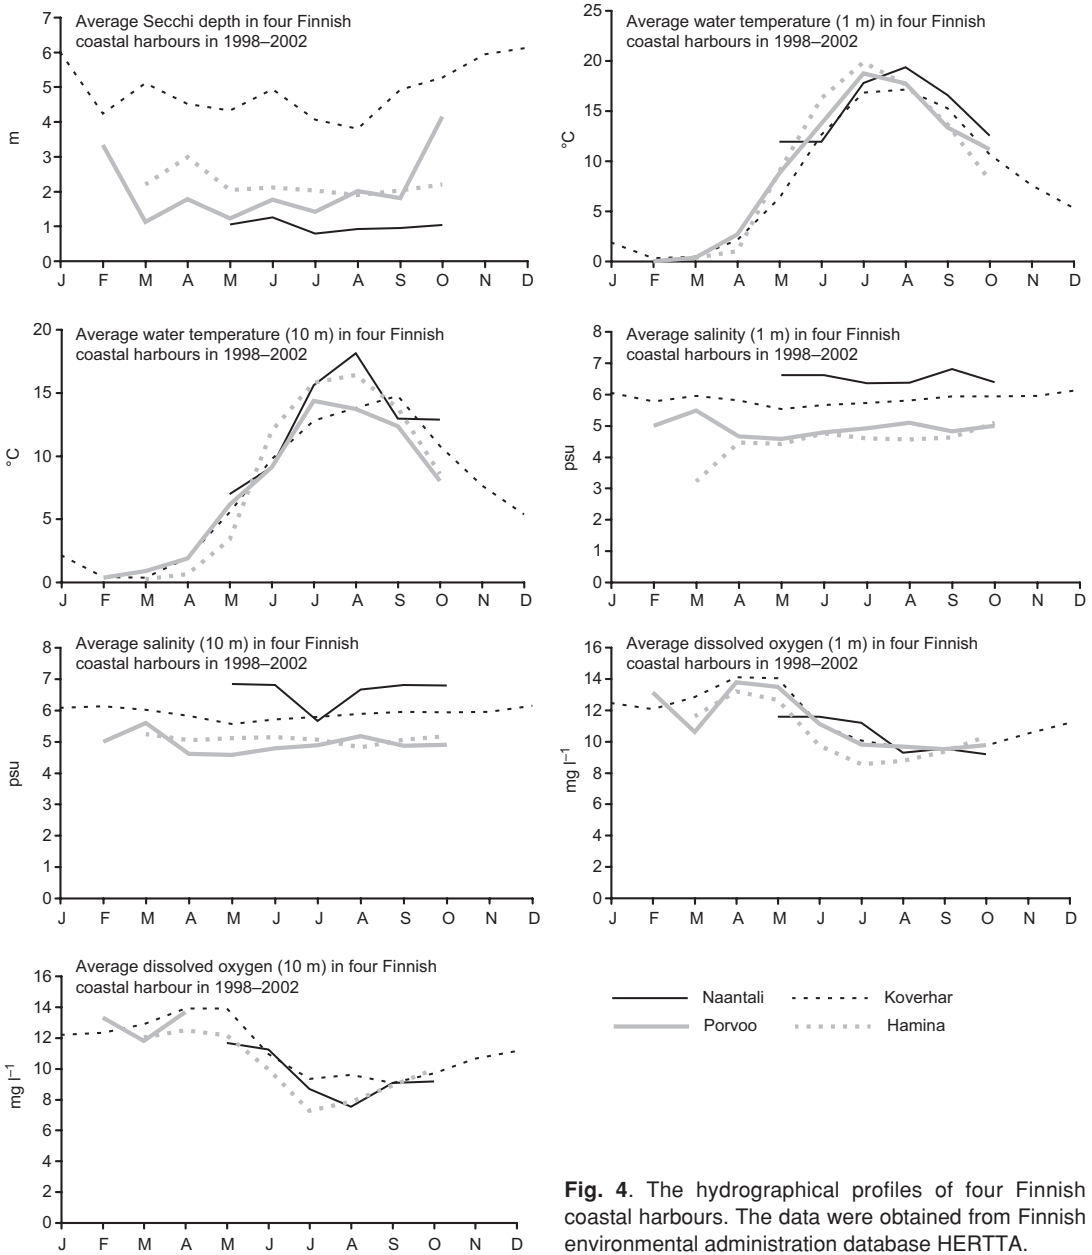 Average Secchi depth in four Finnish
coastal harbours in 1998–2002
7
6
5
4
3
2
1
0
m
J F M A M J J A S O N D
Average water temperature (1 m) in four Finnish
coastal harbours in 1998–2002
25
20
15
10
5
0
°C
J F M A M J J A S O N D
Average water temperature (10 m) in four Finnish
coastal harbours in 1998–2002
20
15
10
5
0
°C
J F M A M J J A S O N D
Average salinity (1 m) in four Finnish
coastal harbours in 1998–2002
8
7
6
5
4
3
2
1
0
psu
J F M A M J J A S O N D
Average salinity (10 m) in four Finnish
coastal harbours in 1998–2002
8
7
6
5
4
3
2
1
0
psu
J F M A M J J A S O N D
Average dissolved oxygen (1 m) in four Finnish
coastal harbours in 1998–2002
16
14
12
10
8
6
4
2
0
mg l⁻¹
J F M A M J J A S O N D
Average dissolved oxygen (10 m) in four Finnish
coastal harbour in 1998–2002
16
14
12
10
8
6
4
2
0
mg l⁻¹
J F M A M J J A S O N D
Naantali Koverhar
Porvoo Hamina
Fig. 4. The hydrographical profiles of four Finnish
coastal harbours. The data were obtained from Finnish
environmental administration database HERTTA.